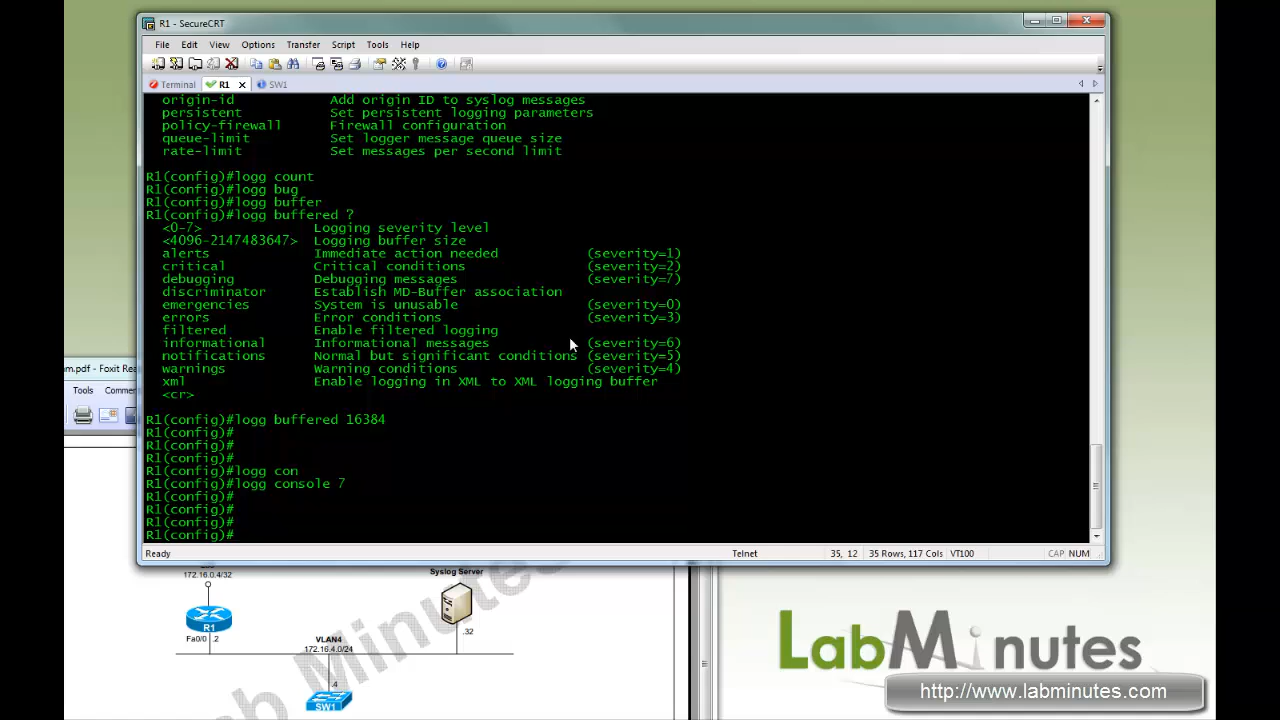 R1 - SecureCRT
File Edit View Options Transfer Script Tools Help
Terminal R1 SW1
origin-id Add origin ID to syslog messages
persistent Set persistent logging parameters
policy-firewall Firewall configuration
queue-limit Set logger message queue size
rate-limit Set messages per second limit
R1(config)#logg count
R1(config)#logg bug
R1(config)#logg buffer
R1(config)#logg buffered ?
<0-7> Logging severity level
<4096-2147483647> Logging buffer size
alerts Immediate action needed (severity=1)
critical Critical conditions (severity=2)
debugging Debugging messages (severity=7)
discriminator Establish MD-Buffer association
emergencies System is unusable (severity=0)
errors Error conditions (severity=3)
filtered Enable filtered logging
informational Informational messages (severity=6)
notifications Normal but significant conditions (severity=5)
warnings Warning conditions (severity=4)
xml Enable logging in XML to XML logging buffer
<cr>
R1(config)#logg buffered 16384
R1(config)#
R1(config)#
R1(config)#
R1(config)#logg con
R1(config)#logg console 7
R1(config)#
R1(config)#
R1(config)#
R1(config)#
Ready Telnet 35, 12 35 Rows, 117 Cols VT100 CAP NUM
am.pdf - Foxit Rea
Tools Comme
172.16.0.4/32
R1
Fa0/0 .2
VLAN4
172.16.4.0/24
.4
SW1
Syslog Server
.32
Lab Minutes
LabMinutes
http://www.labminutes.com